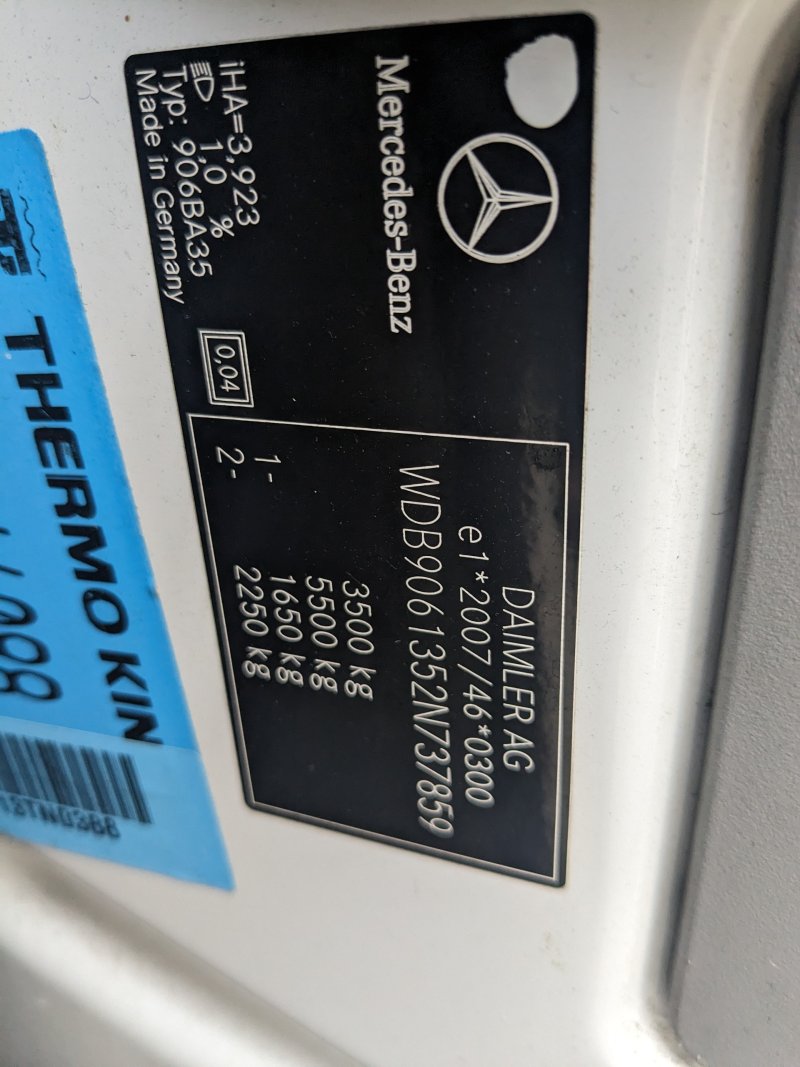 Mercedes-Benz
iHA=3,923
1,0 %
Typ: 906BA35
Made in Germany
0,04
DAIMLER AG
e1*2007/46*0300
WDB9061352N737859
3500 kg
5500 kg
1- 1650 kg
2- 2250 kg
THERMO KIN